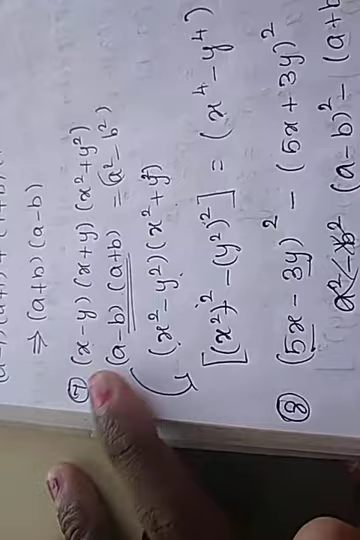 ⇒ (a+b) (a-b)
⑦ (x-y) (x+y) (x²+y²)
(a-b) (a+b) = (a²-b²)
(x²-y²) (x²+y²)
[(x²)² -(y²)²] = (x⁴-y⁴)
⑧ (5x - 3y)² - (5x + 3y)²
(a-b)² - (a+b